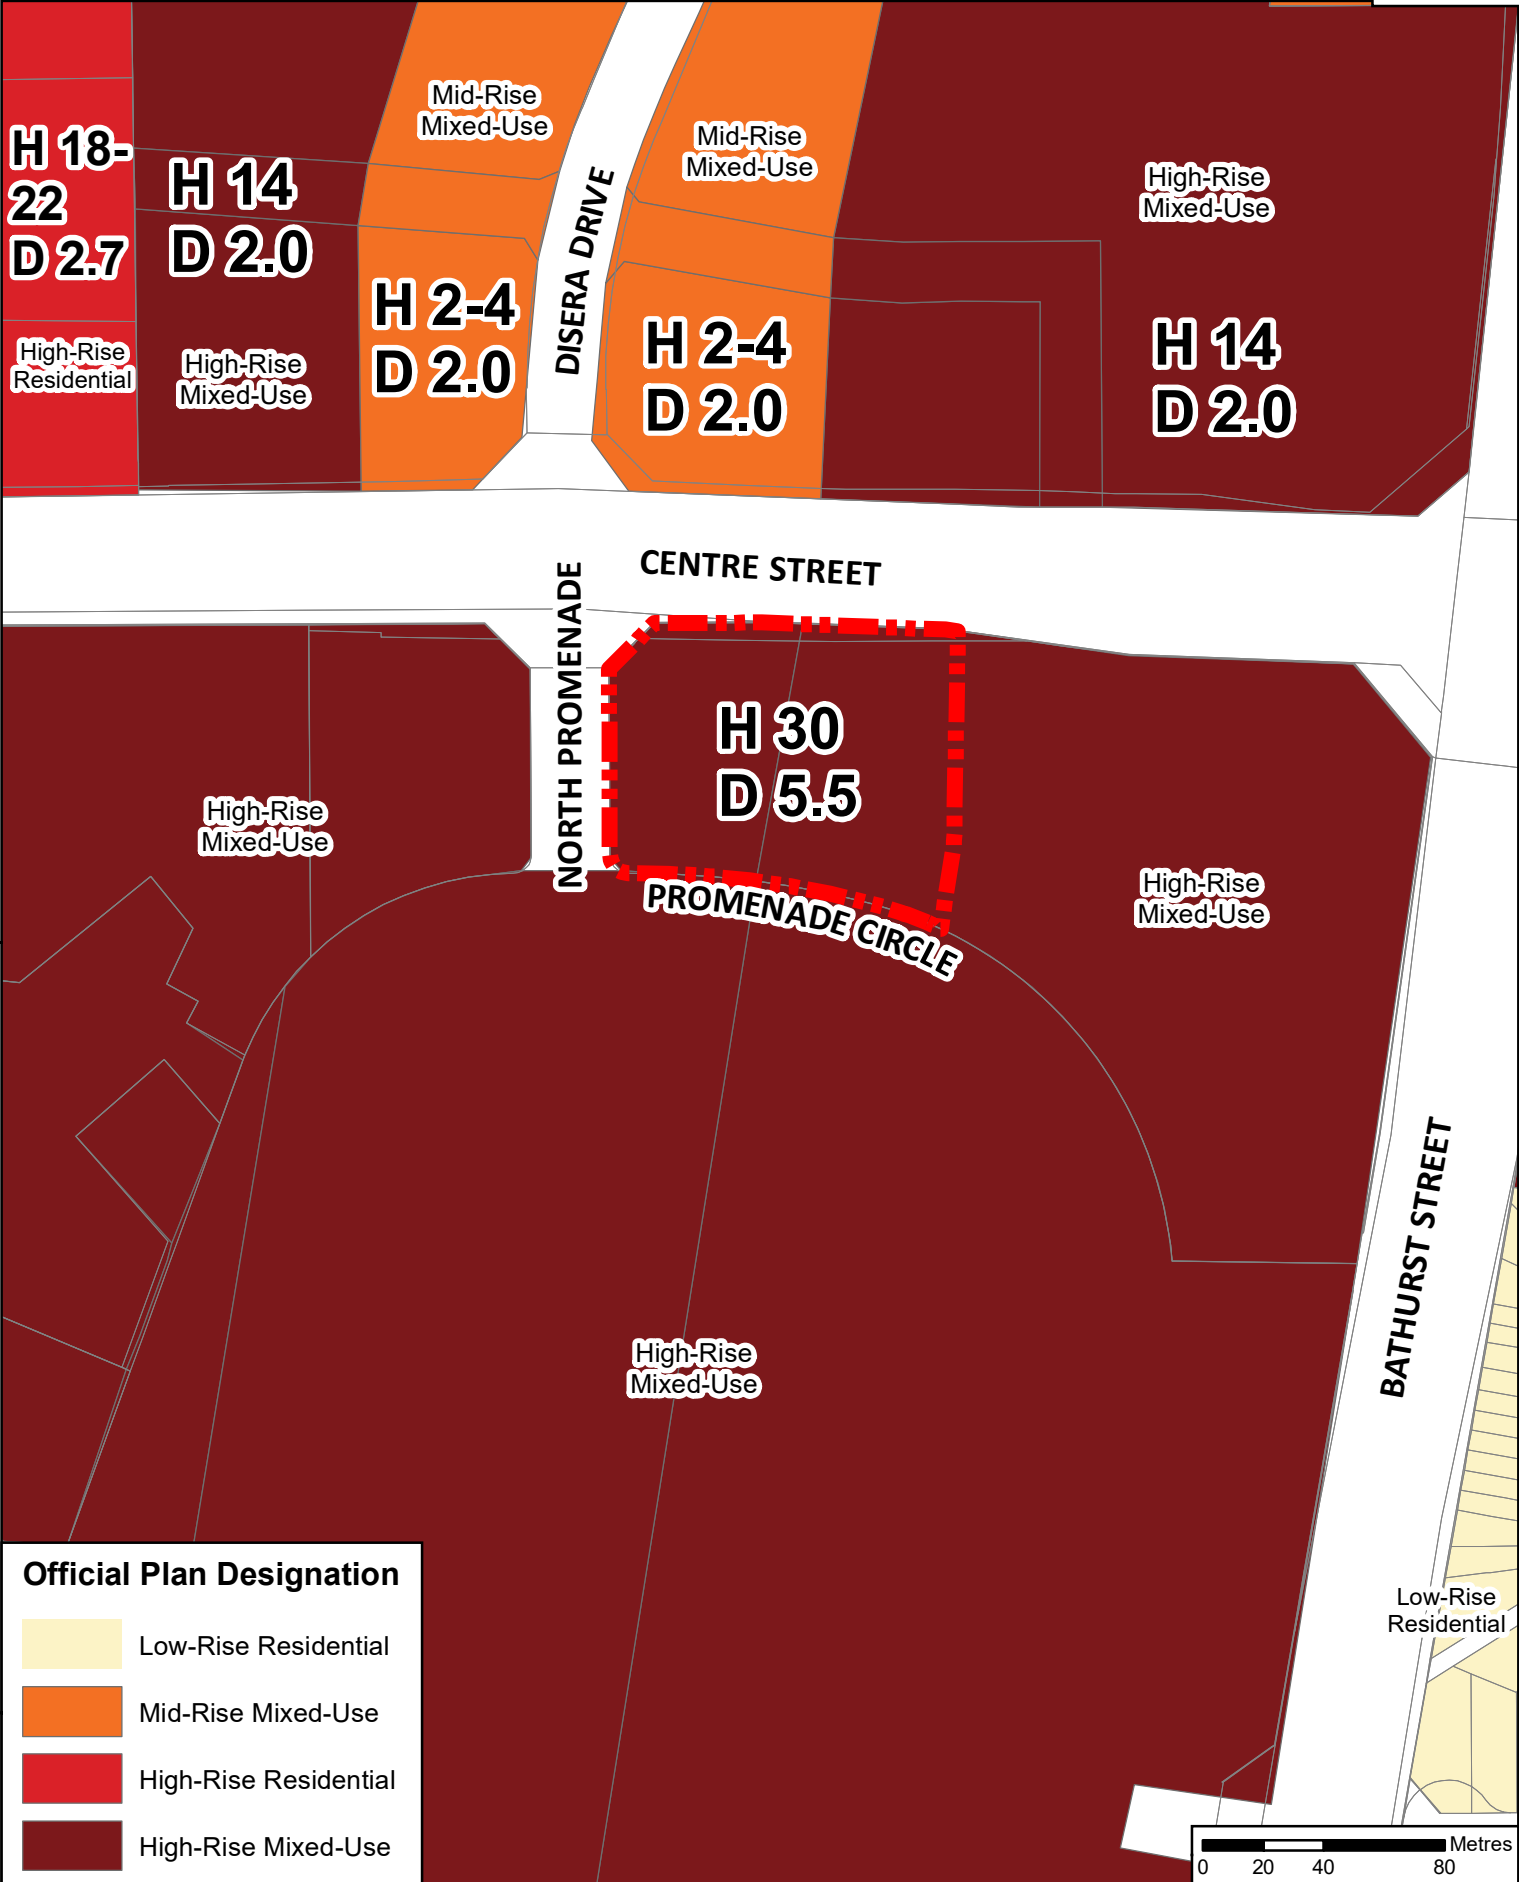 Mid-Rise
Mixed-Use
Mid-Rise
Mixed-Use
High-Rise
Mixed-Use
H 18-
22
D 2.7
H 14
D 2.0
High-Rise
Residential
High-Rise
Mixed-Use
H 2-4
D 2.0
DISERA DRIVE
H 2-4
D 2.0
H 14
D 2.0
CENTRE STREET
NORTH PROMENADE
H 30
D 5.5
High-Rise
Mixed-Use
PROMENADE CIRCLE
High-Rise
Mixed-Use
BATHURST STREET
High-Rise
Mixed-Use
Low-Rise
Residential
Official Plan Designation
Low-Rise Residential
Mid-Rise Mixed-Use
High-Rise Residential
High-Rise Mixed-Use
Metres
0 20 40 80